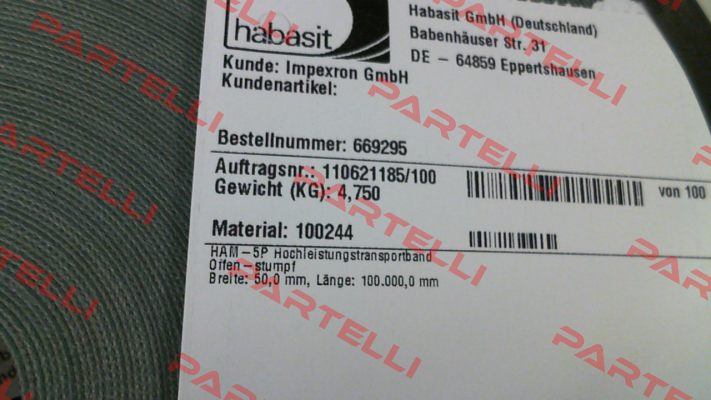 habasit
Habasit GmbH (Deutschland)
Babenhäuser Str. 31
DE – 64859 Eppertshausen
Kunde: Impexron GmbH
Kundenartikel:
Bestellnummer: 669295
Auftragsnr.: 110621185/100
Gewicht (KG): 4,750
von 100
Material: 100244
HAM – 5P Hochleistungstransportband
Offen – stumpf
Breite: 50,0 mm, Länge: 100.000,0 mm
PARTELLI
PARTELLI
PARTELLI
PARTELLI
PARTELLI
PARTELLI
PARTELLI